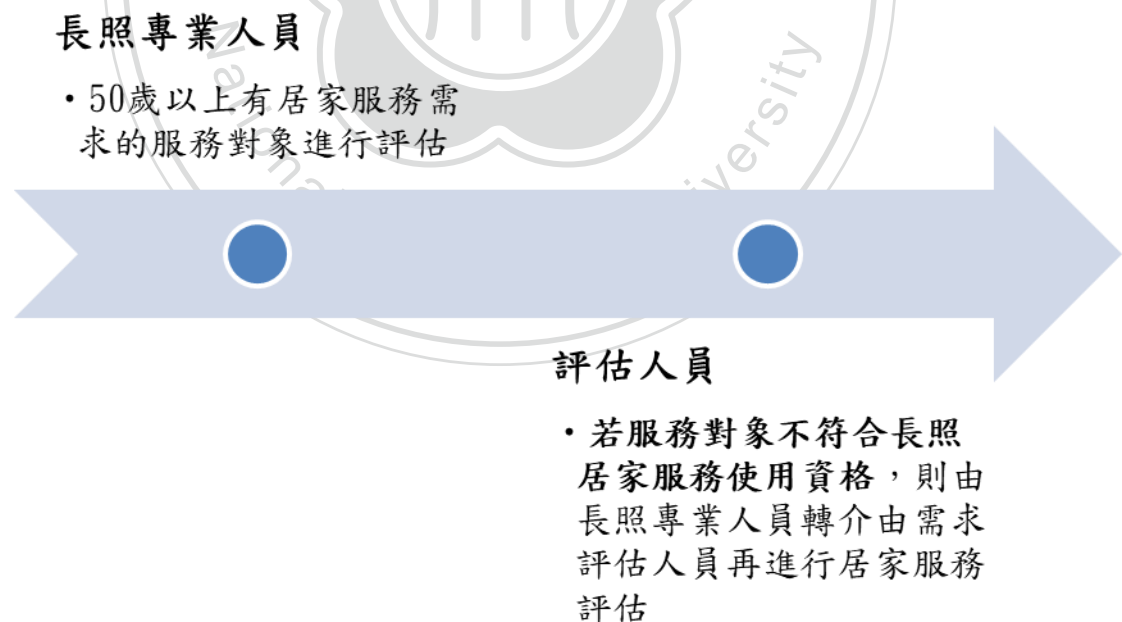 長照專業人員
・50歲以上有居家服務需
求的服務對象進行評估
評估人員
・若服務對象不符合長照
居家服務使用資格，則由
長照專業人員轉介由需求
評估人員再進行居家服務
評估